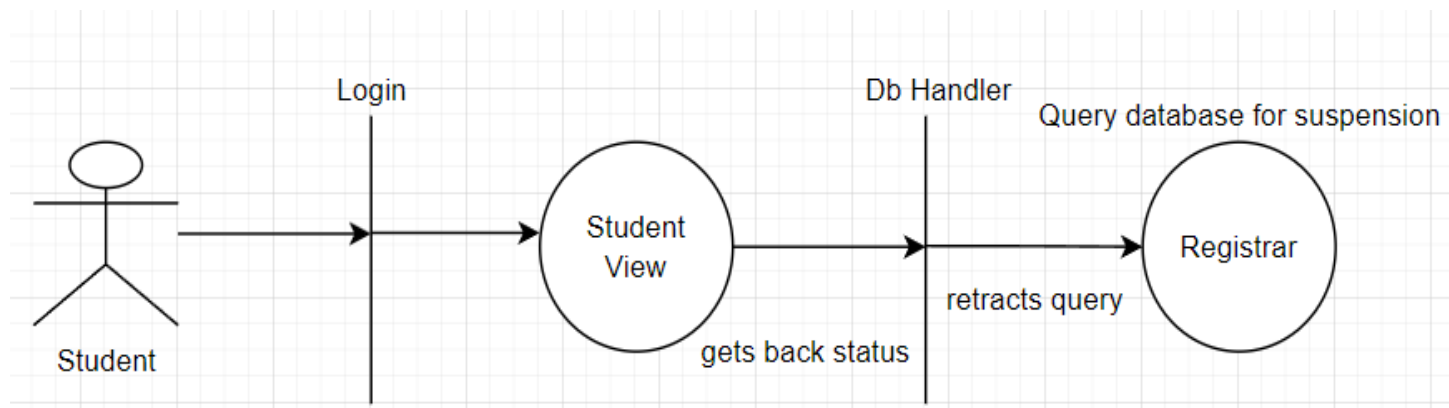 Login
Db Handler
Query database for suspension
Student
View
Registrar
retracts query
gets back status
Student